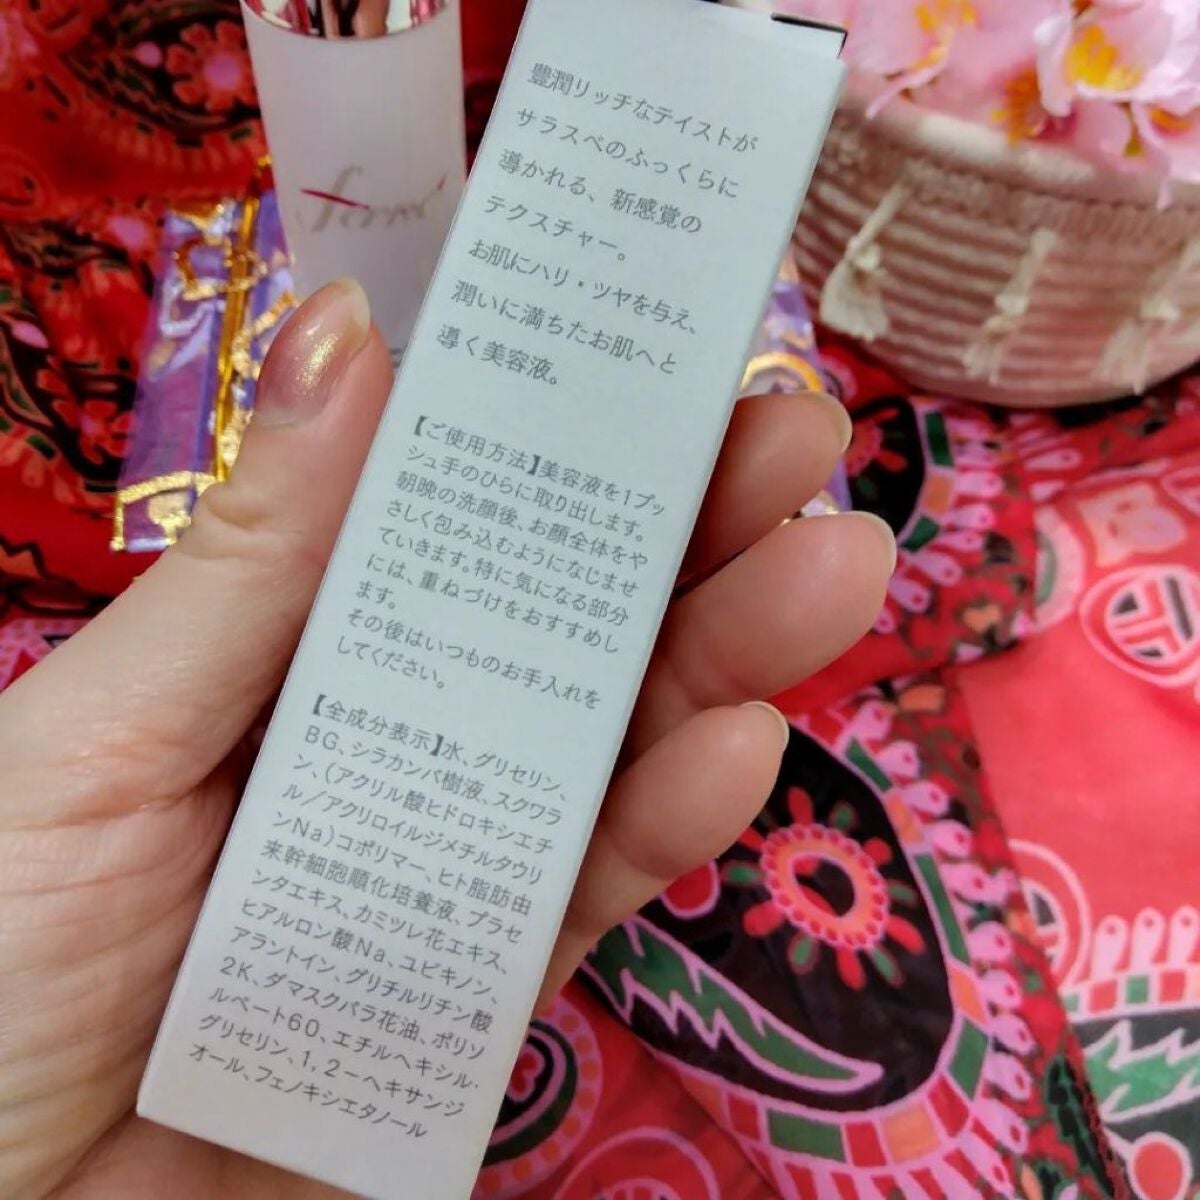 豊潤リッチなテイストが
サラスベのふっくらに
導かれる、新感覚の
テクスチャー。
お肌にハリ・ツヤを与え、
潤いに満ちたお肌へと
導く美容液。
【ご使用方法】美容液を1プッ
シュ手のひらに取り出します。
朝晩の洗顔後、お顔全体をや
さしく包み込むようになじませ
ていきます。特に気になる部分
には、重ねづけをおすすめし
ます。
その後はいつものお手入れを
してください。
【全成分表示】水、グリセリン、
BG、シラカンバ樹液、スクワラ
ン、(アクリル酸ヒドロキシエチ
ル/アクリロイルジメチルタウリ
ンNa)コポリマー、ヒト脂肪由
来幹細胞順化培養液、プラセ
ンタエキス、カミツレ花エキス、
ヒアルロン酸Na、ユビキノン、
アラントイン、グリチルリチン酸
2K、ダマスクバラ花油、ポリソ
ルベート60、エチルヘキシル
グリセリン、1,2-ヘキサンジ
オール、フェノキシエタノール